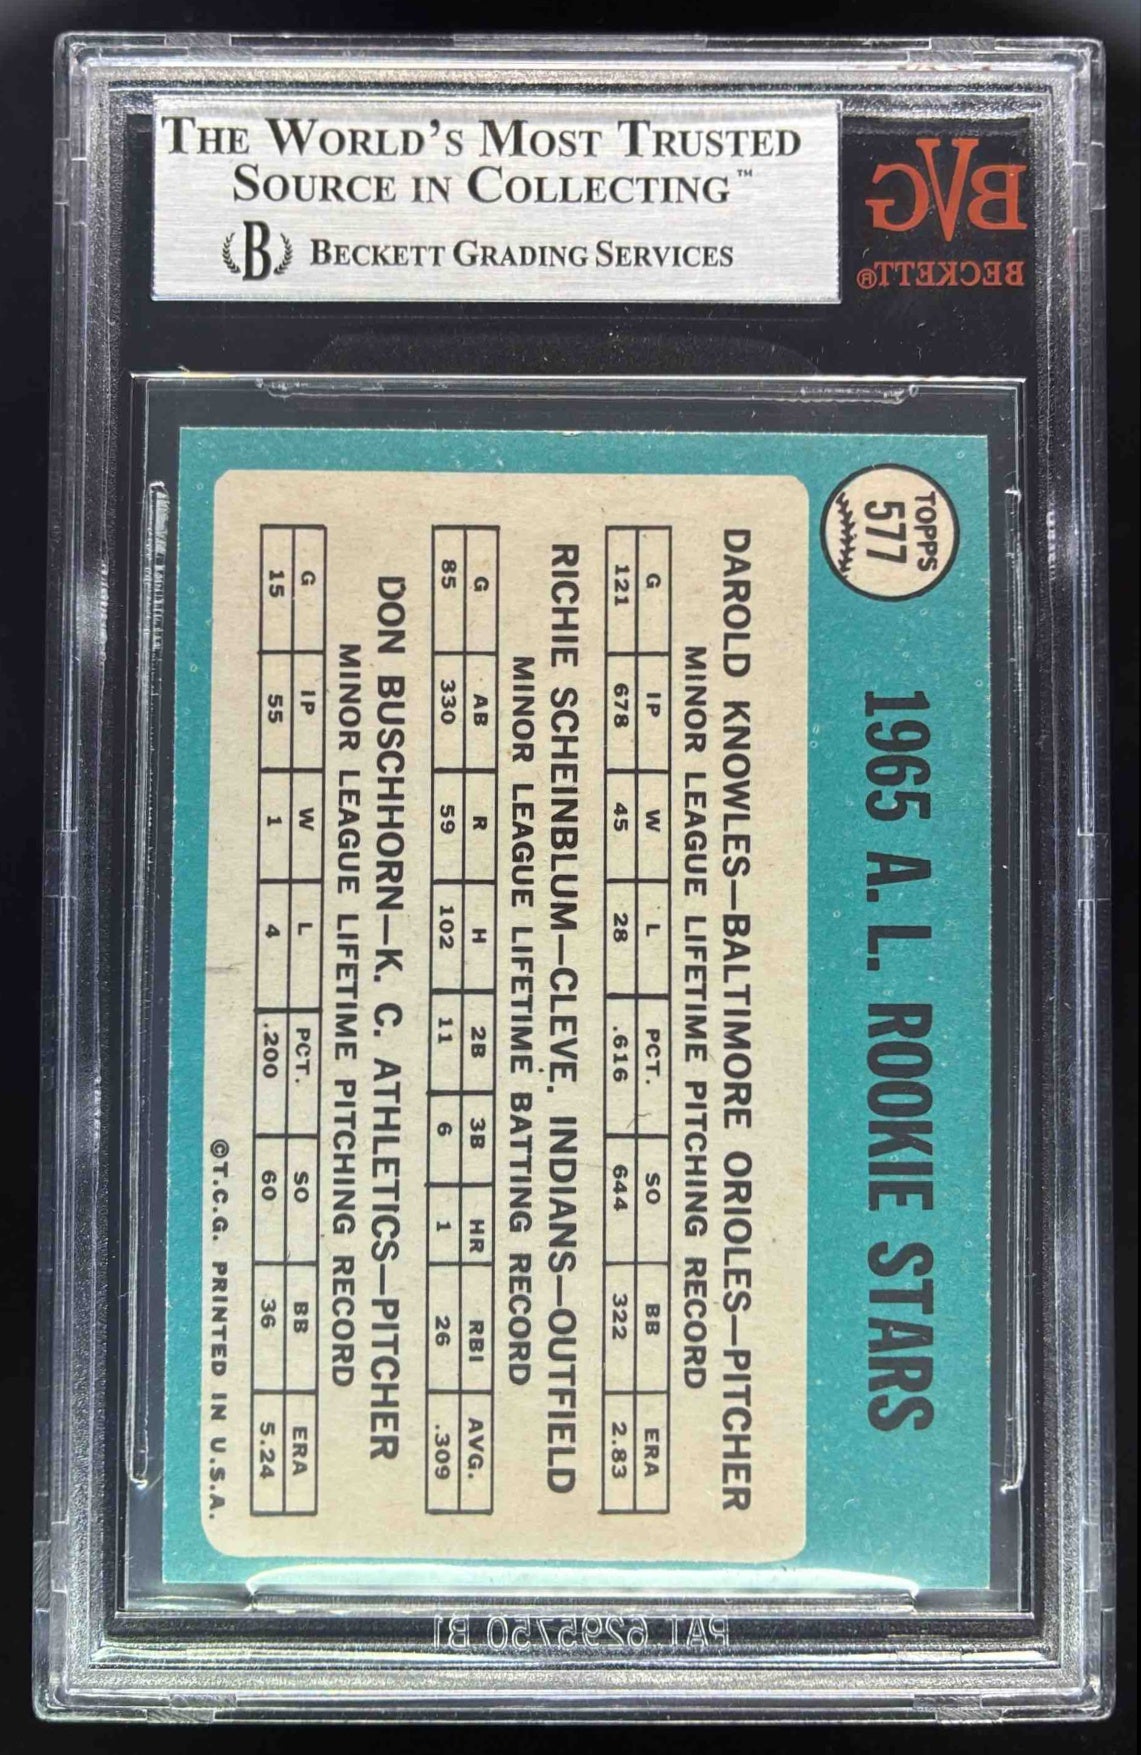 THE WORLD'S MOST TRUSTED
SOURCE IN COLLECTING™
B BECKETT GRADING SERVICES
BVG
BECKETT®
TOPPS
577
1965 A. L. ROOKIE STARS
DAROLD KNOWLES—BALTIMORE ORIOLES—PITCHER
MINOR LEAGUE LIFETIME PITCHING RECORD
G IP W L PCT. SO BB ERA
121 678 45 28 .616 644 322 2.83
RICHIE SCHEINBLUM—CLEVE. INDIANS—OUTFIELD
MINOR LEAGUE LIFETIME BATTING RECORD
G AB R H 2B 3B HR RBI AVG.
85 330 59 102 11 6 1 26 .309
DON BUSCHHORN—K. C. ATHLETICS—PITCHER
MINOR LEAGUE LIFETIME PITCHING RECORD
G IP W L PCT. SO BB ERA
15 55 1 4 .200 60 36 5.24
©T.C.G. PRINTED IN U.S.A.
PAT 6295750 B1